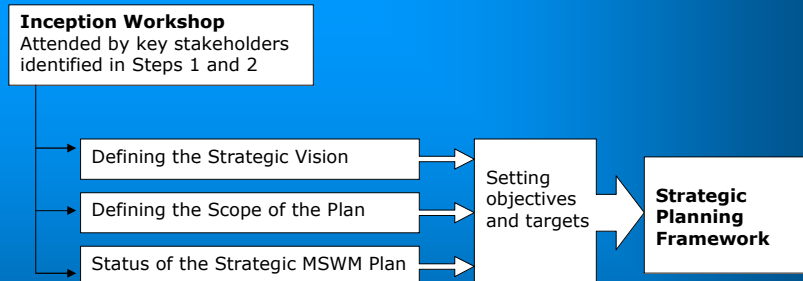 Inception Workshop
Attended by key stakeholders
identified in Steps 1 and 2
Defining the Strategic Vision
Defining the Scope of the Plan
Status of the Strategic MSWM Plan
Setting
objectives
and targets
Strategic
Planning
Framework